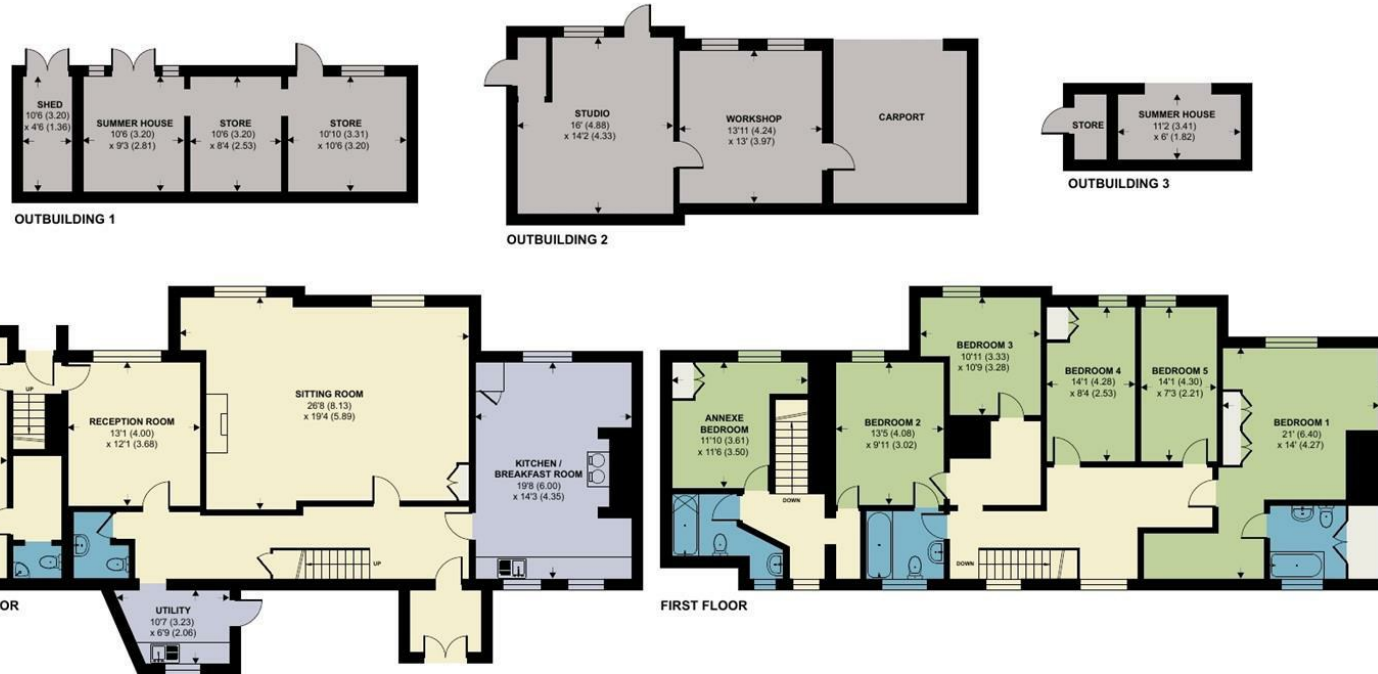 SHED
10'6 (3.20)
x 4'6 (1.36)
SUMMER HOUSE
10'6 (3.20)
x 9'3 (2.81)
STORE
10'6 (3.20)
x 8'4 (2.53)
STORE
10'10 (3.31)
x 10'6 (3.20)
OUTBUILDING 1
STUDIO
16' (4.88)
x 14'2 (4.33)
WORKSHOP
13'11 (4.24)
x 13' (3.97)
CARPORT
OUTBUILDING 2
STORE
SUMMER HOUSE
11'2 (3.41)
x 6' (1.82)
OUTBUILDING 3
UP
RECEPTION ROOM
13'1 (4.00)
x 12'1 (3.68)
SITTING ROOM
26'8 (8.13)
x 19'4 (5.89)
KITCHEN /
BREAKFAST ROOM
19'8 (6.00)
x 14'3 (4.35)
UP
OR
UTILITY
10'7 (3.23)
x 6'9 (2.06)
ANNEXE
BEDROOM
11'10 (3.61)
x 11'6 (3.50)
DOWN
BEDROOM 2
13'5 (4.08)
x 9'11 (3.02)
BEDROOM 3
10'11 (3.33)
x 10'9 (3.28)
BEDROOM 4
14'1 (4.28)
x 8'4 (2.53)
BEDROOM 5
14'1 (4.30)
x 7'3 (2.21)
BEDROOM 1
21' (6.40)
x 14' (4.27)
DOWN
FIRST FLOOR